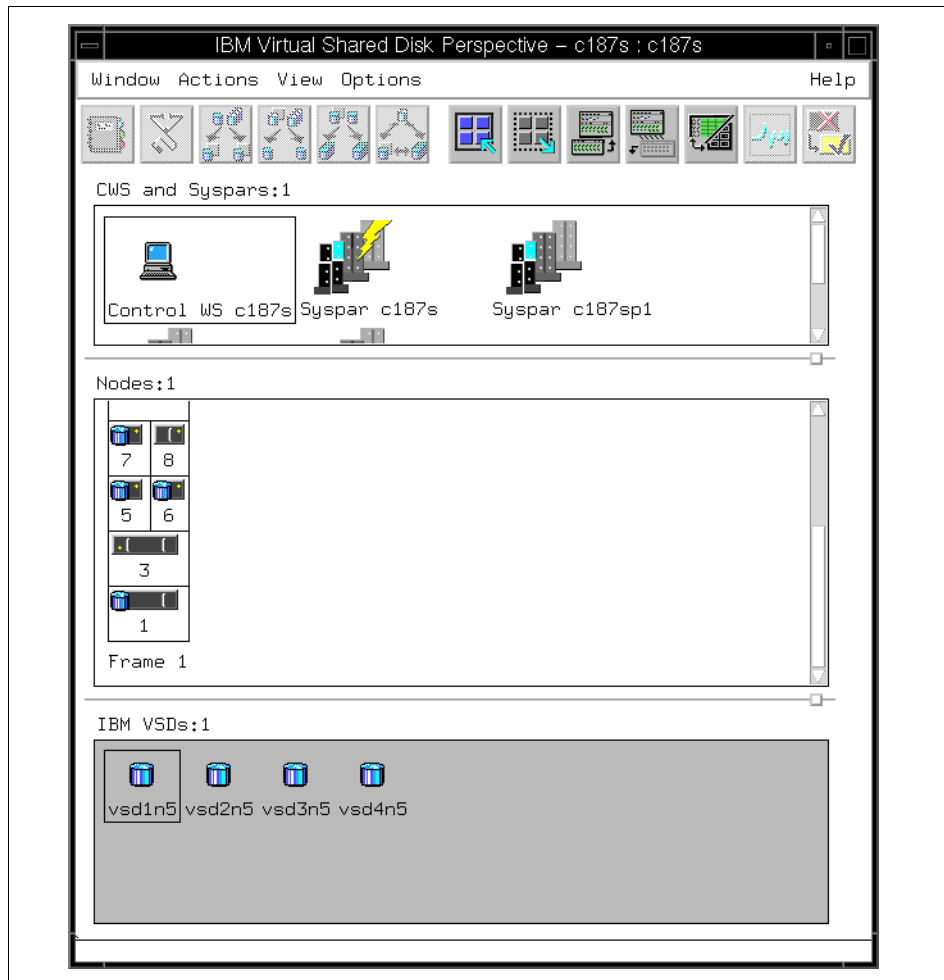 IBM Virtual Shared Disk Perspective – c187s : c187s
Window Actions View Options Help
CWS and Syspars:1
Control WS c187s Syspar c187s Syspar c187sp1
Nodes:1
7 8
5 6
3
1
Frame 1
IBM VSDs:1
vsd1n5 vsd2n5 vsd3n5 vsd4n5